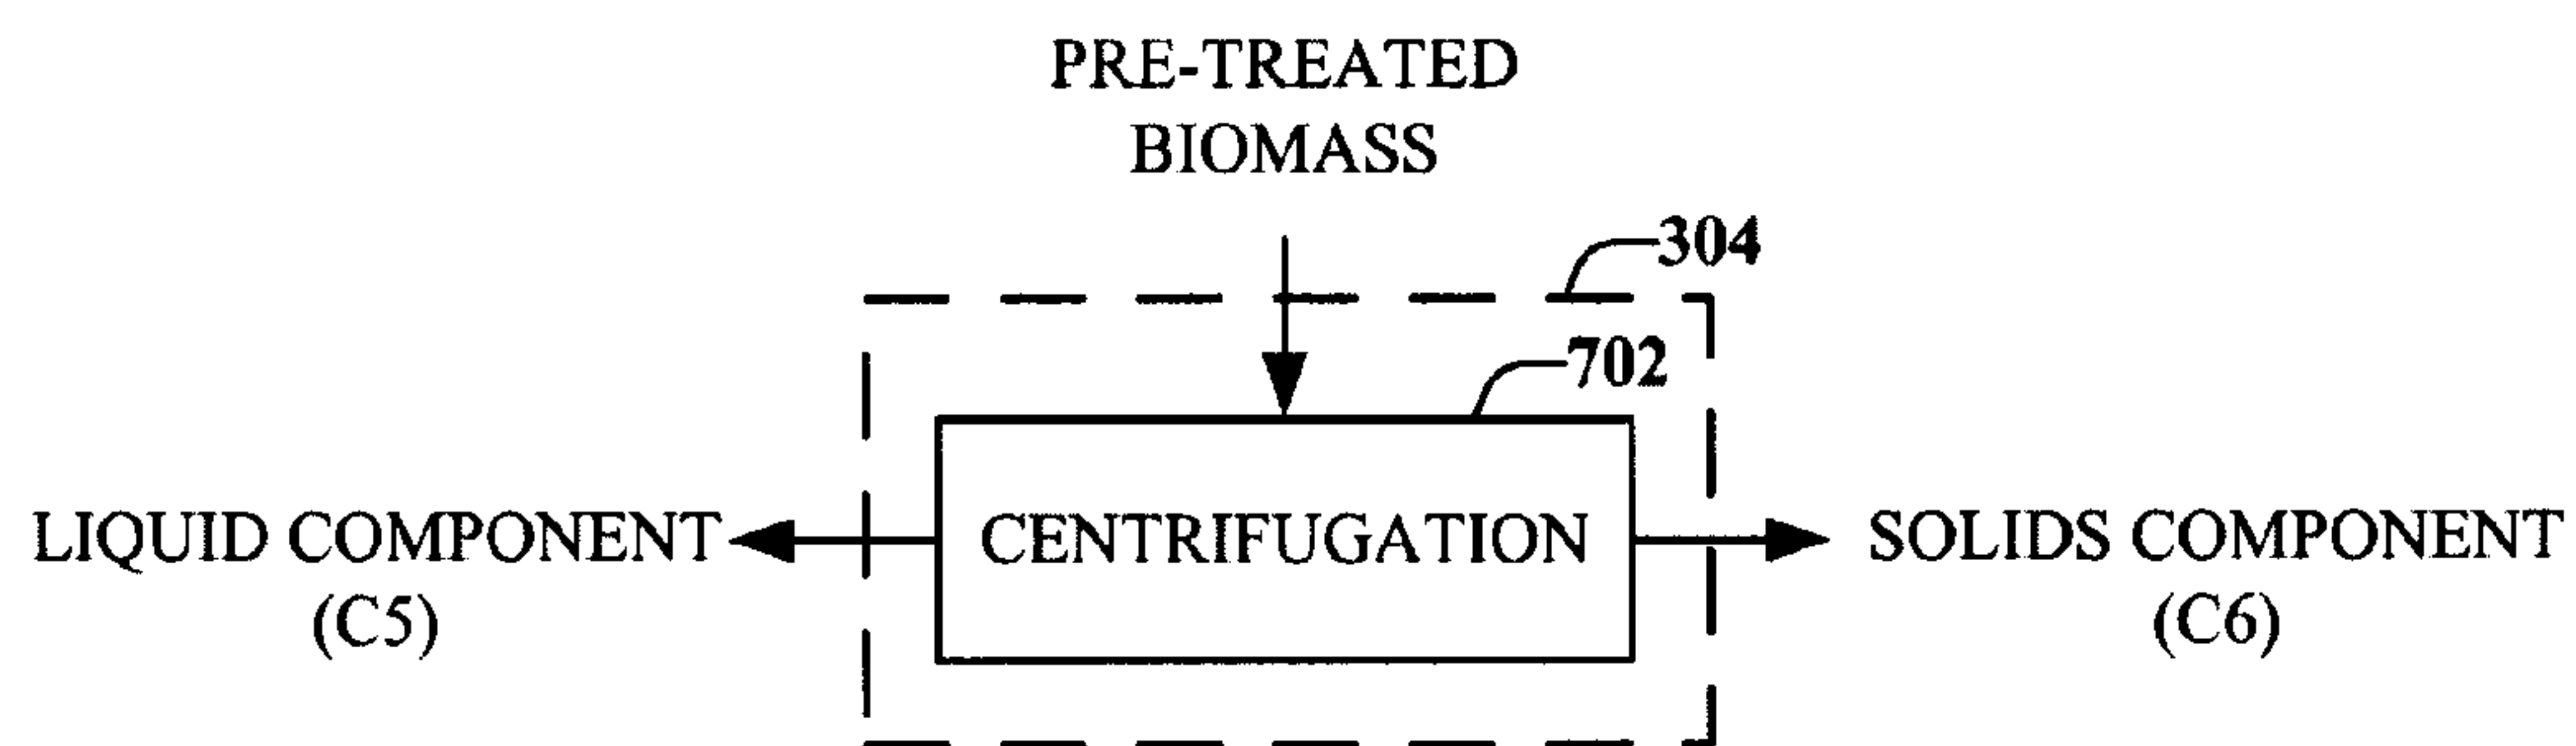 PRE-TREATED
BIOMASS
304
702
LIQUID COMPONENT
(C5)
CENTRIFUGATION
SOLIDS COMPONENT
(C6)